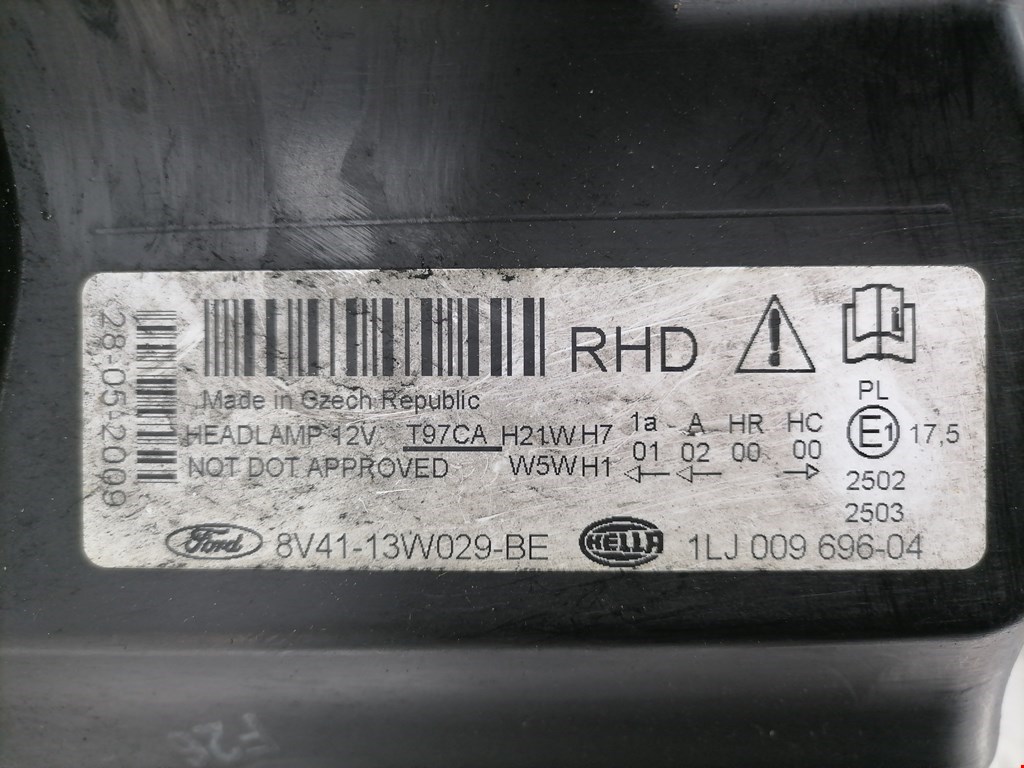 28-05-2009
RHD
Made in Czech Republic
HEADLAMP 12V T97CA H21W H7 1a - A HR HC
01 02 00 00
NOT DOT APPROVED W5W H1
PL
E1 17,5
2502
2503
Ford 8V41-13W029-BE HELLA 1LJ 009 696-04